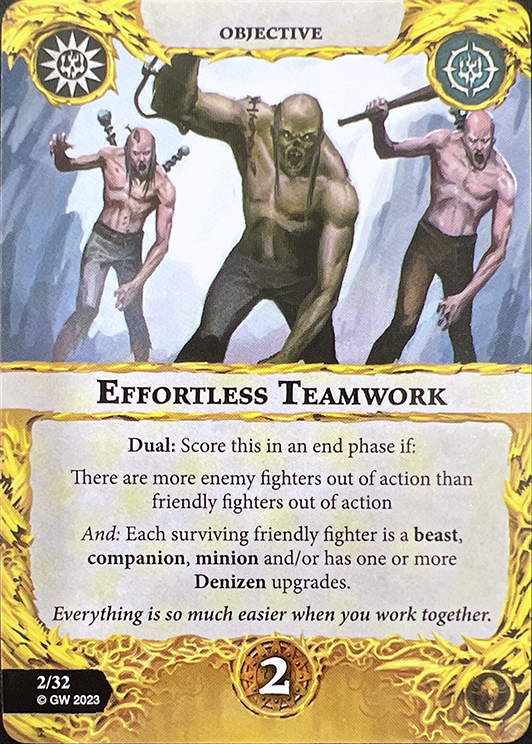 OBJECTIVE
EFFORTLESS TEAMWORK
Dual: Score this in an end phase if:
There are more enemy fighters out of action than
friendly fighters out of action
And: Each surviving friendly fighter is a beast,
companion, minion and/or has one or more
Denizen upgrades.
Everything is so much easier when you work together.
2/32
© GW 2023
2